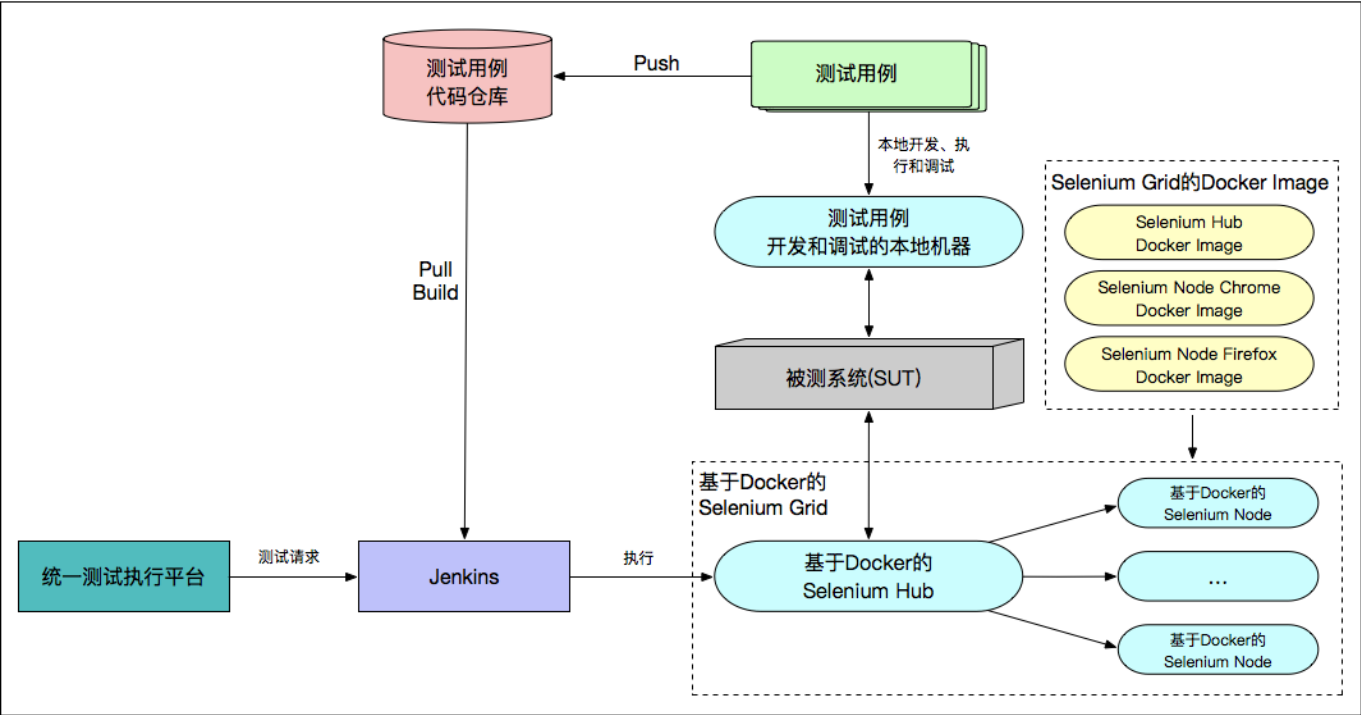 测试用例
代码仓库
Push
测试用例
本地开发、执
行和调试
Selenium Grid的Docker Image
Selenium Hub
Docker Image
Selenium Node Chrome
Docker Image
Selenium Node Firefox
Docker Image
测试用例
开发和调试的本地机器
Pull
Build
被测系统(SUT)
基于Docker的
Selenium Grid
基于Docker的
Selenium Node
统一测试执行平台
测试请求
Jenkins
执行
基于Docker的
Selenium Hub
...
基于Docker的
Selenium Node